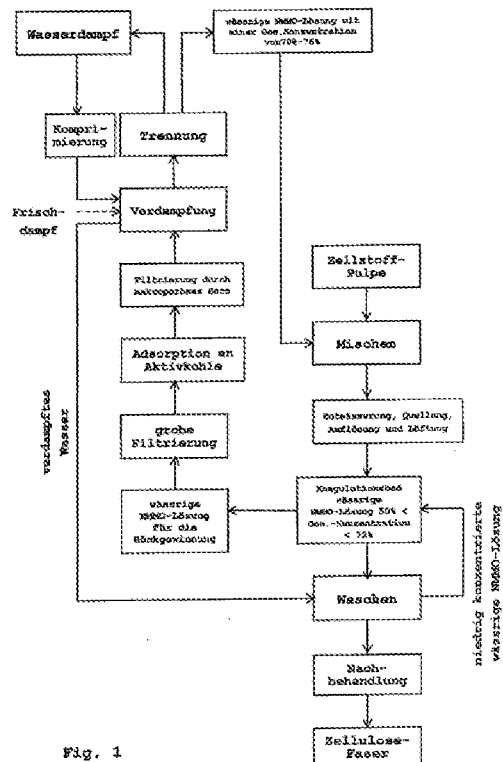 Wasserdampf
wässrige NMMO-Lösung mit
einer Gew.Konzentration
von 70%-76%
Kompri-
mierung
Trennung
Frisch-
dampf
Verdampfung
Filtrierung durch
makroporöses Harz
Adsorption an
Aktivkohle
grobe
Filtrierung
wässrige
NMMO-Lösung
für die
Rückgewinnung
verdampftes
Wasser
Zellstoff-
Pulpe
Mischen
Entwässerung, Quellung,
Auflösung und Lüftung
Koagulationsbad
wässrige
NMMO-Lösung 50% <
Gew.-Konzentration
< 72%
Waschen
niedrig konzentrierte
wässrige NMMO-Lösung
Nach-
behandlung
Zellulose-
Faser
Fig. 1